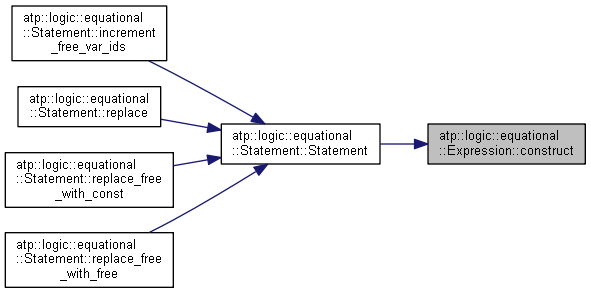 atp::logic::equational
::Statement::increment
_free_var_ids
atp::logic::equational
::Statement::replace
atp::logic::equational
::Statement::replace_free
_with_const
atp::logic::equational
::Statement::replace_free
_with_free
atp::logic::equational
::Statement::Statement
atp::logic::equational
::Expression::construct